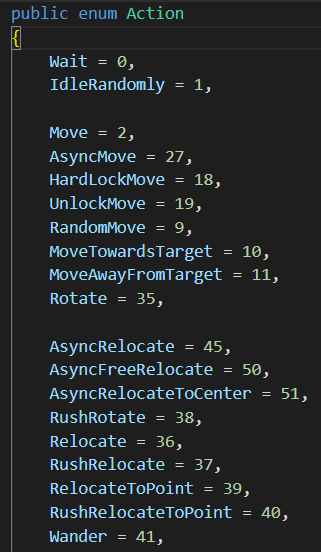 public enum Action
{
Wait = 0,
IdleRandomly = 1,
Move = 2,
AsyncMove = 27,
HardLockMove = 18,
UnlockMove = 19,
RandomMove = 9,
MoveTowardsTarget = 10,
MoveAwayFromTarget = 11,
Rotate = 35,
AsyncRelocate = 45,
AsyncFreeRelocate = 50,
AsyncRelocateToCenter = 51,
RushRotate = 38,
Relocate = 36,
RushRelocate = 37,
RelocateToPoint = 39,
RushRelocateToPoint = 40,
Wander = 41,